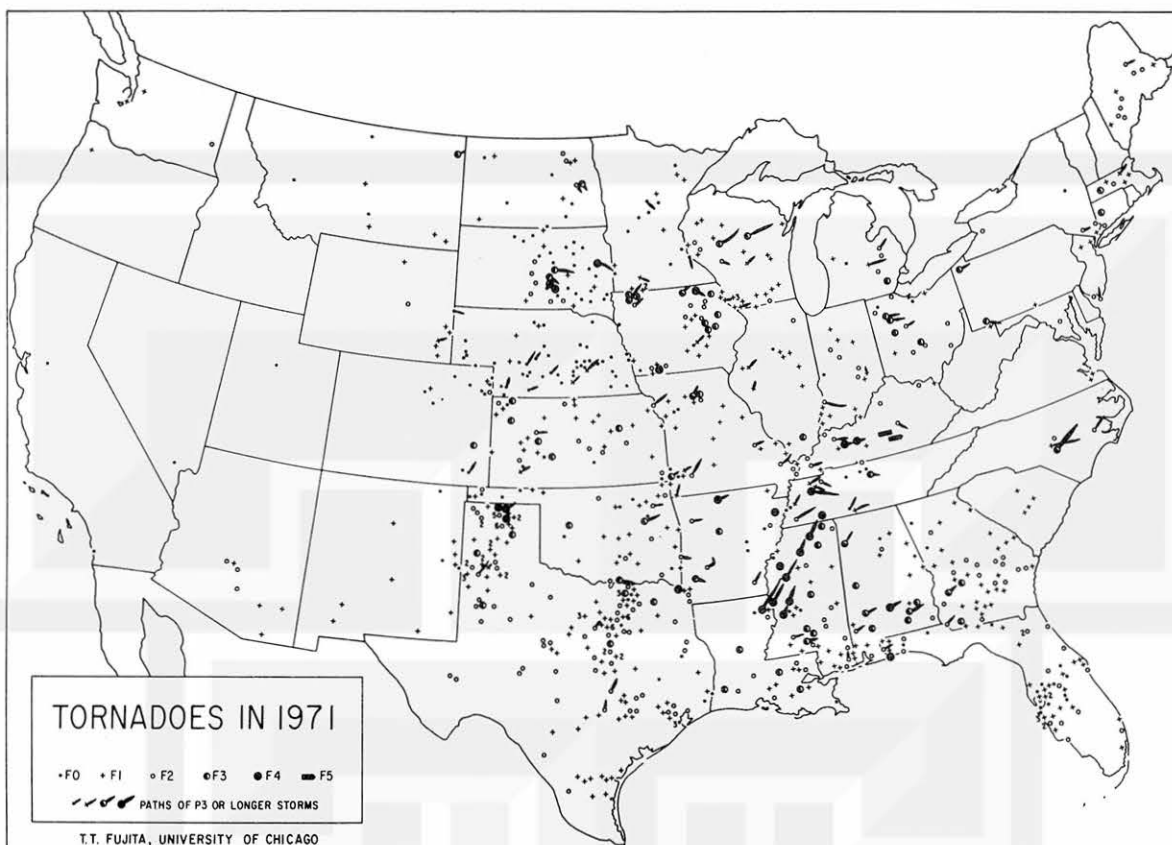 TORNADOES IN 1971
•F0 +F1 ○F2 F3 F4 F5
PATHS OF P3 OR LONGER STORMS
T.T. FUJITA, UNIVERSITY OF CHICAGO